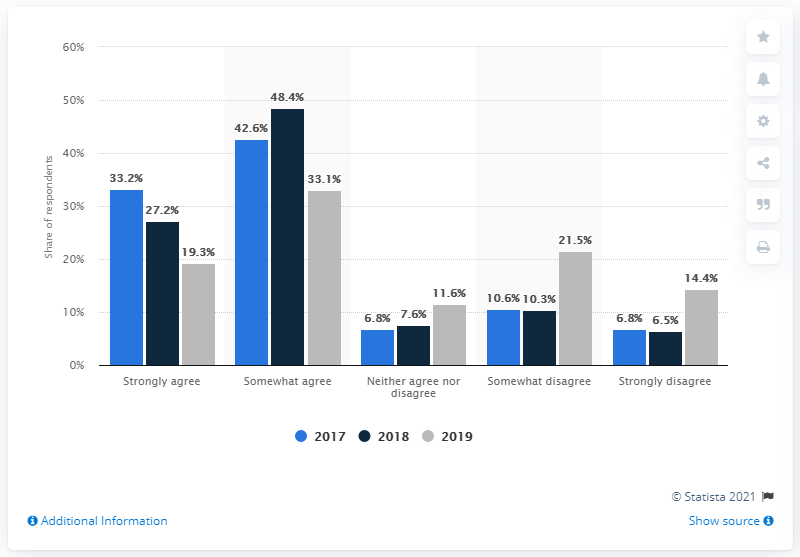 60%
50%
40%
30%
20%
10%
0%
Share of respondents
33.2%
27.2%
19.3%
42.6%
48.4%
33.1%
6.8%
7.6%
11.6%
10.6%
10.3%
21.5%
6.8%
6.5%
14.4%
Strongly agree
Somewhat agree
Neither agree nor
disagree
Somewhat disagree
Strongly disagree
2017 2018 2019
© Statista 2021
Additional Information
Show source